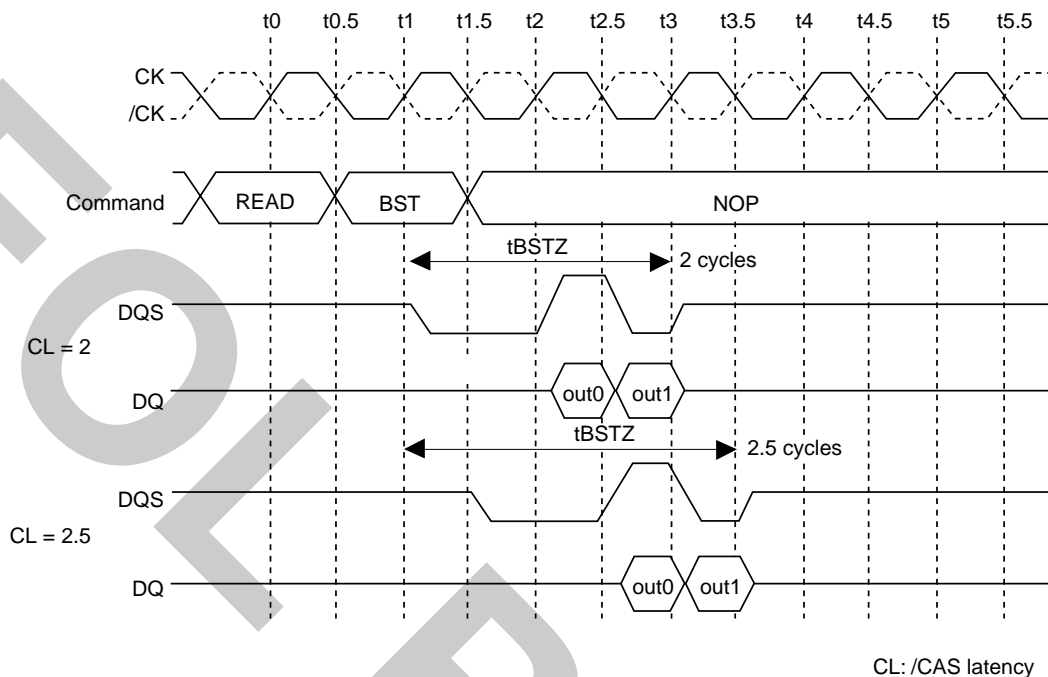 t0 t0.5 t1 t1.5 t2 t2.5 t3 t3.5 t4 t4.5 t5 t5.5
CK
/CK
Command READ BST NOP
tBSTZ
2 cycles
DQS
CL = 2
DQ out0 out1
tBSTZ
2.5 cycles
DQS
CL = 2.5
DQ out0 out1
CL: /CAS latency